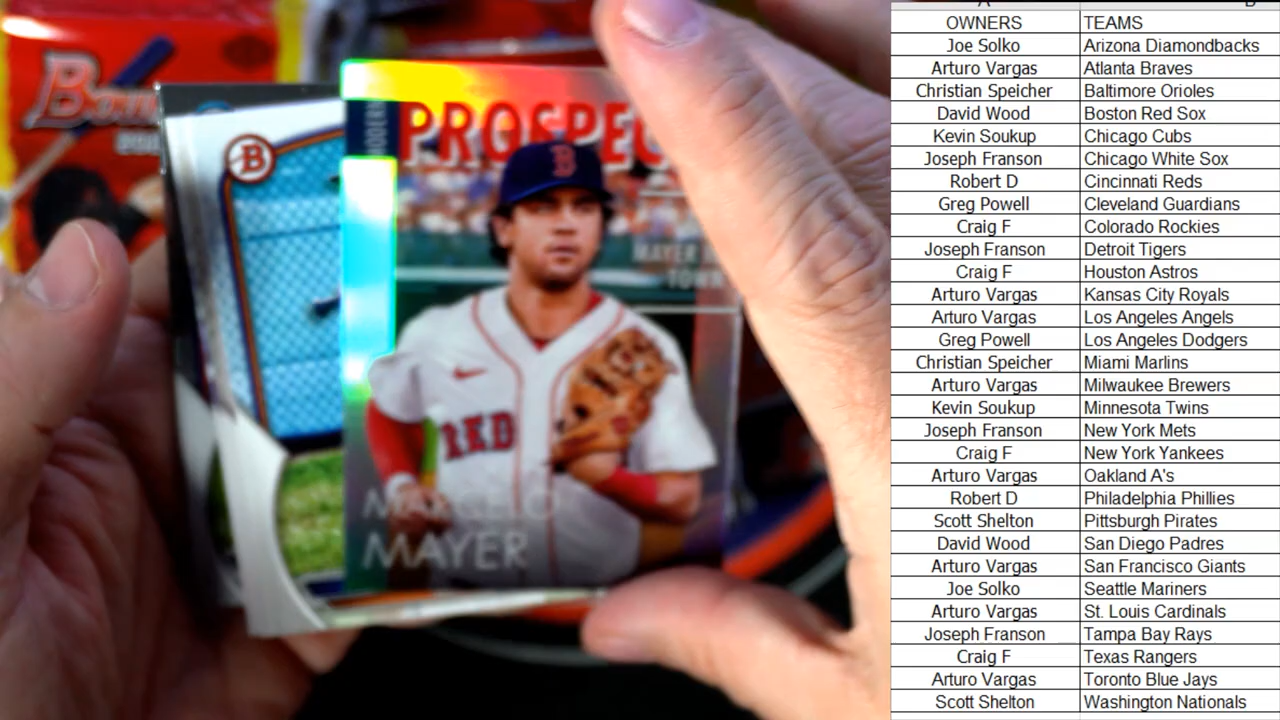 B
MODERN
PROSPEC
B
MAYER
TOWN
RED
MARCELO
MAYER
OWNERS TEAMS
Joe Solko Arizona Diamondbacks
Arturo Vargas Atlanta Braves
Christian Speicher Baltimore Orioles
David Wood Boston Red Sox
Kevin Soukup Chicago Cubs
Joseph Franson Chicago White Sox
Robert D Cincinnati Reds
Greg Powell Cleveland Guardians
Craig F Colorado Rockies
Joseph Franson Detroit Tigers
Craig F Houston Astros
Arturo Vargas Kansas City Royals
Arturo Vargas Los Angeles Angels
Greg Powell Los Angeles Dodgers
Christian Speicher Miami Marlins
Arturo Vargas Milwaukee Brewers
Kevin Soukup Minnesota Twins
Joseph Franson New York Mets
Craig F New York Yankees
Arturo Vargas Oakland A's
Robert D Philadelphia Phillies
Scott Shelton Pittsburgh Pirates
David Wood San Diego Padres
Arturo Vargas San Francisco Giants
Joe Solko Seattle Mariners
Arturo Vargas St. Louis Cardinals
Joseph Franson Tampa Bay Rays
Craig F Texas Rangers
Arturo Vargas Toronto Blue Jays
Scott Shelton Washington Nationals